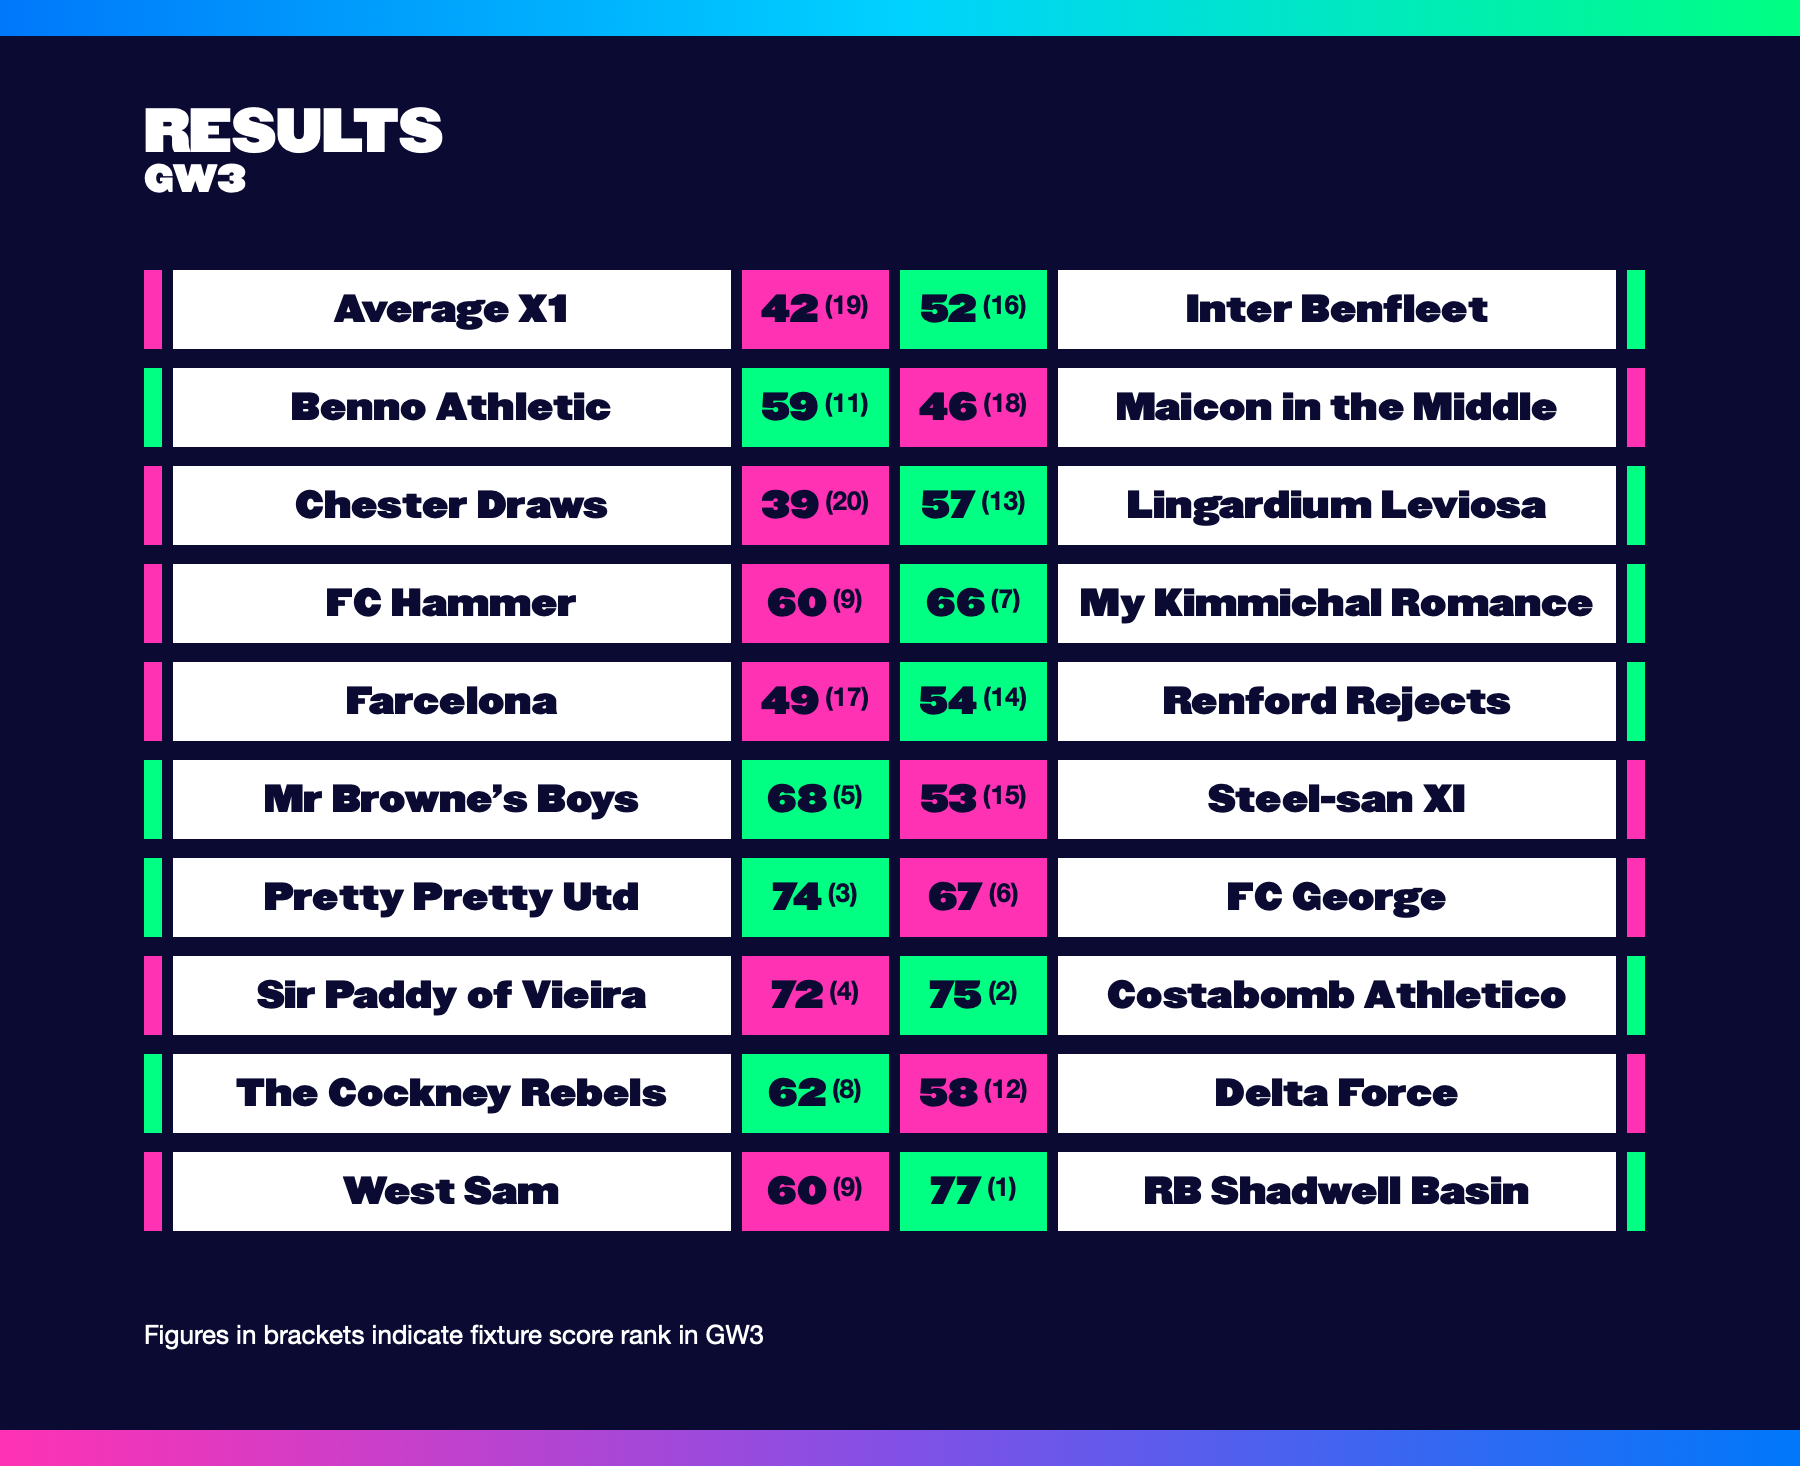 RESULTS
GW3
Average X1 42 (19) 52 (16) Inter Benfleet
Benno Athletic 59 (11) 46 (18) Maicon in the Middle
Chester Draws 39 (20) 57 (13) Lingardium Leviosa
FC Hammer 60 (9) 66 (7) My Kimmichal Romance
Farcelona 49 (17) 54 (14) Renford Rejects
Mr Browne’s Boys 68 (5) 53 (15) Steel-san XI
Pretty Pretty Utd 74 (3) 67 (6) FC George
Sir Paddy of Vieira 72 (4) 75 (2) Costabomb Athletico
The Cockney Rebels 62 (8) 58 (12) Delta Force
West Sam 60 (9) 77 (1) RB Shadwell Basin
Figures in brackets indicate fixture score rank in GW3